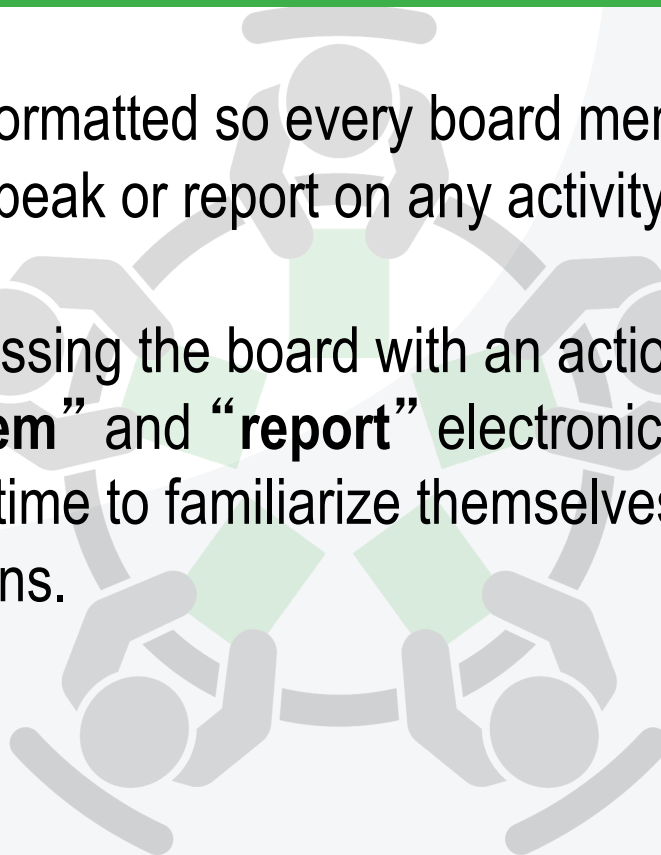 ormatted so every board mer
peak or report on any activity
ssing the board with an actio
em” and “report” electronic
time to familiarize themselves
ns.